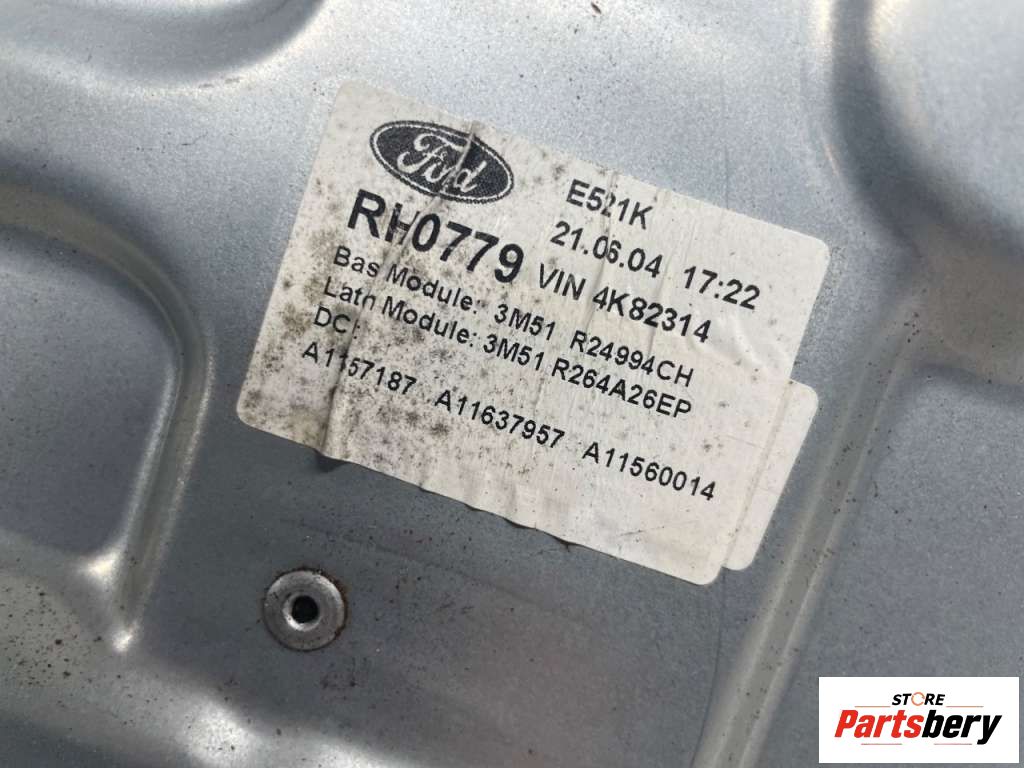 Ford
E521K
RH0779
21.06.04 17:22
VIN 4K82314
Bas Module: 3M51 R24994CH
Latn Module: 3M51 R264A26EP
DC:
A1157187 A11637957 A11560014
STORE
Partsbery